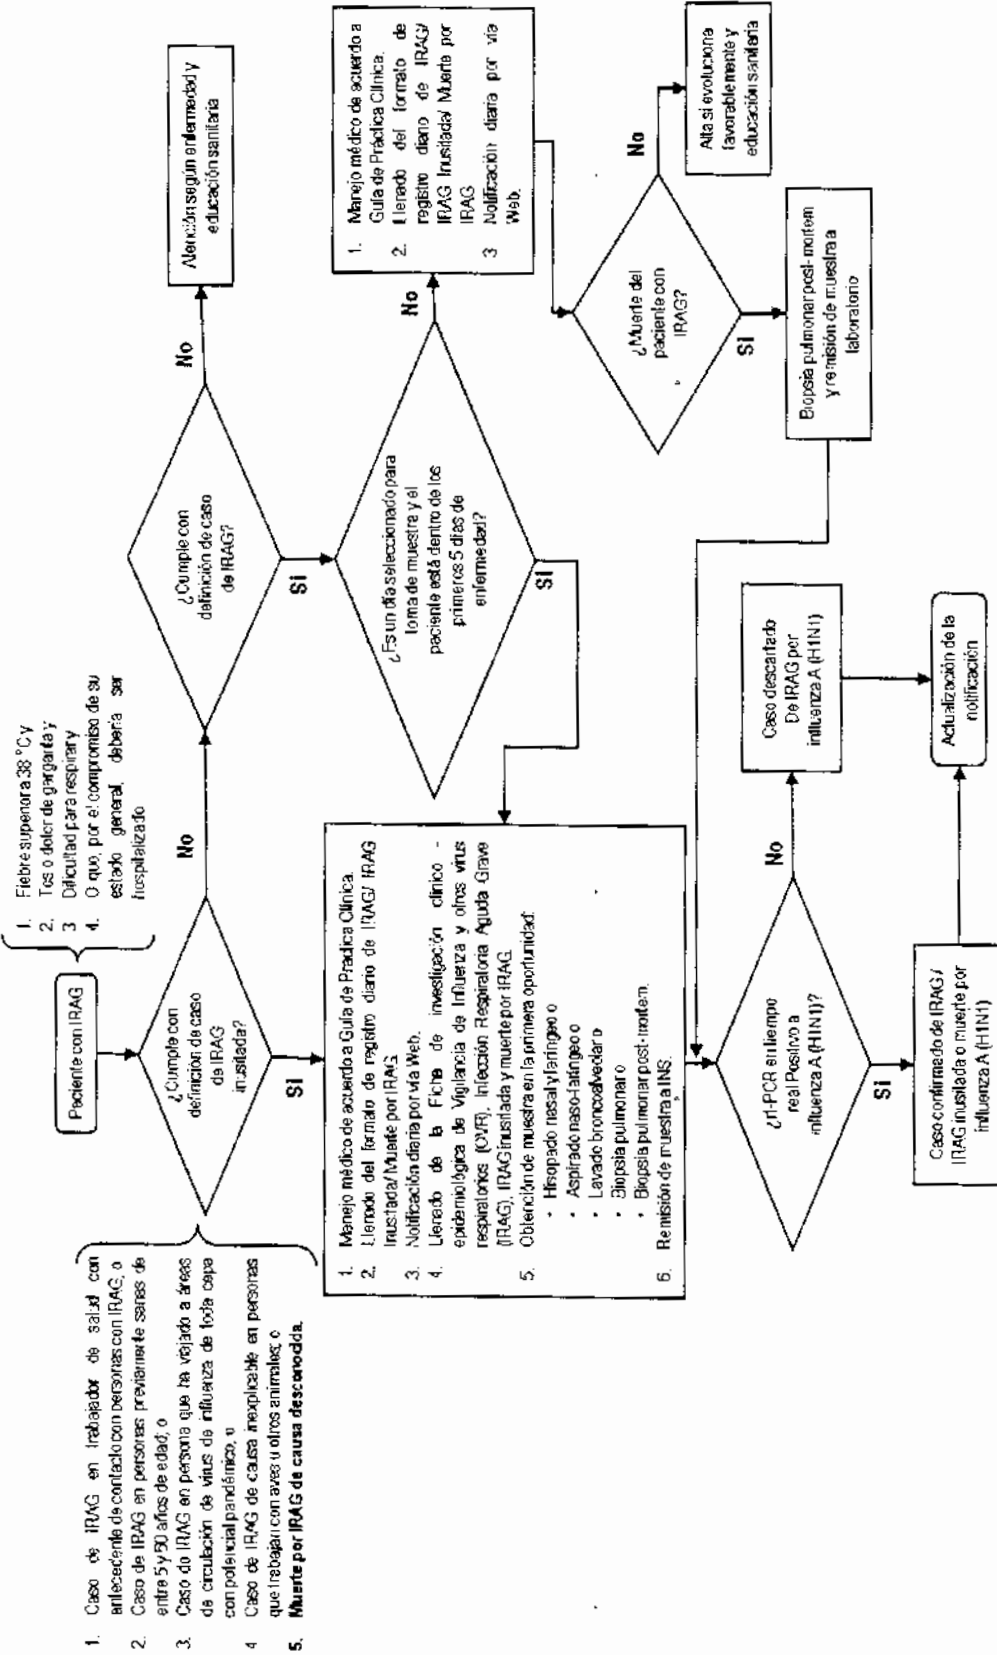 Paciente con IRAG
1. Fiebre superior a 38 °C y
2. Tos o dolor de garganta y
3 Dificultad para respirar y
4. O que, por el compromiso de su
estado general, debería ser
hospitalizado
1. Caso de IRAG en trabajador de salud con
antecedente de contacto con personas con IRAG, o
2. Caso de IRAG en personas previamente sanas de
entre 5 y 50 años de edad; o
3. Caso de IRAG en persona que ha viajado a áreas
de circulación de virus de influenza de toda cepa
con potencial pandémico, o
4 Caso de IRAG de causa inexplicable en personas
que trabajan con aves u otros animales; o
5. Muerte por IRAG de causa desconocida.
¿Cumple con
definición de caso
de IRAG
inusitada?
No
SI
¿Cumple con
definición de caso
de IRAG?
No
SI
Atención según enfermedad y
educación sanitaria
¿Es un día seleccionado para
toma de muestra y el
paciente está dentro de los
primeros 5 días de
enfermedad?
No
SI
1. Manejo médico de acuerdo a
Guía de Práctica Clínica.
2. Llenado del formato de
registro diario de IRAG/
IRAG Inusitada/ Muerte por
IRAG
3 Notificación diaria por vía
Web.
1. Manejo médico de acuerdo a Guía de Práctica Clínica.
2. Llenado del formato de registro diario de IRAG/ IRAG
Inusitada/ Muerte por IRAG.
3. Notificación diaria por vía Web.
4. Llenado de la Ficha de investigación clínico -
epidemiológica de Vigilancia de Influenza y otros virus
respiratorios (OVR), Infección Respiratoria Aguda Grave
(IRAG), IRAG inusitada y muerte por IRAG.
5. Obtención de muestra en la primera oportunidad:
• Hisopado nasal y faríngeo o
• Aspirado naso-faríngeo o
• Lavado broncoalveolar o
• Biopsia pulmonar o
• Biopsia pulmonar post-mortem.
6. Remisión de muestra a INS.
¿Muerte del
paciente con
IRAG?
No
SI
Alta si evoluciona
favorablemente y
educación sanitaria
Biopsia pulmonar post-mortem
y remisión de muestra a
laboratorio
¿rt-PCR en tiempo
real Positivo a
influenza A (H1N1)?
No
SI
Caso descartado
De IRAG por
influenza A (H1N1)
Caso confirmado de IRAG /
IRAG inusitada o muerte por
influenza A (H1N1)
Actualización de la
notificación